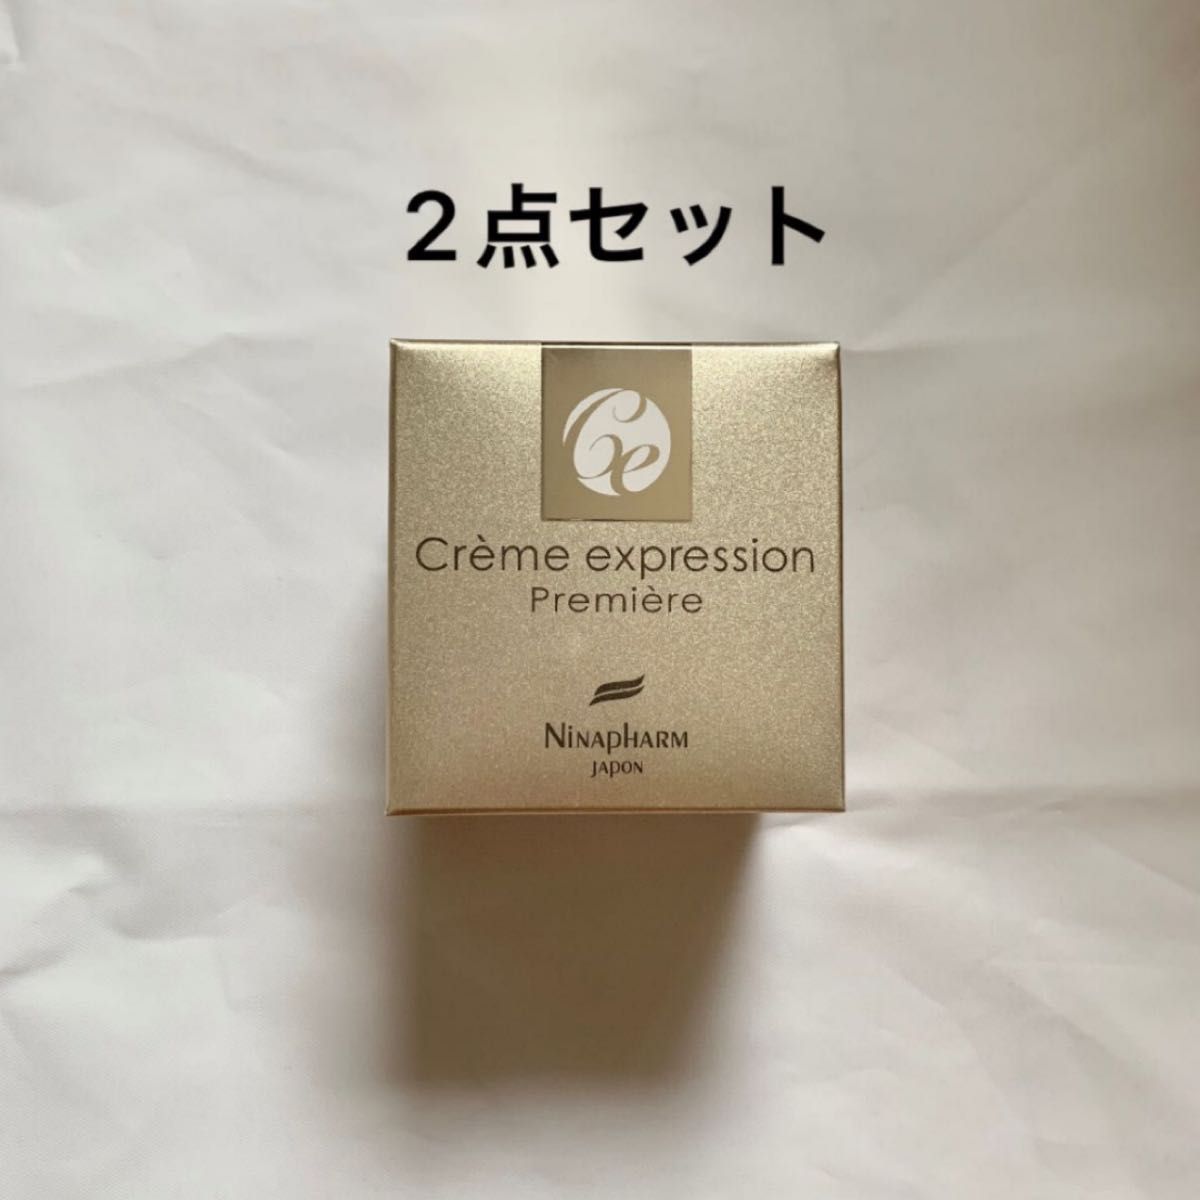 2点セット
Ce
Crème expression
Première
NINAPHARM
JAPON